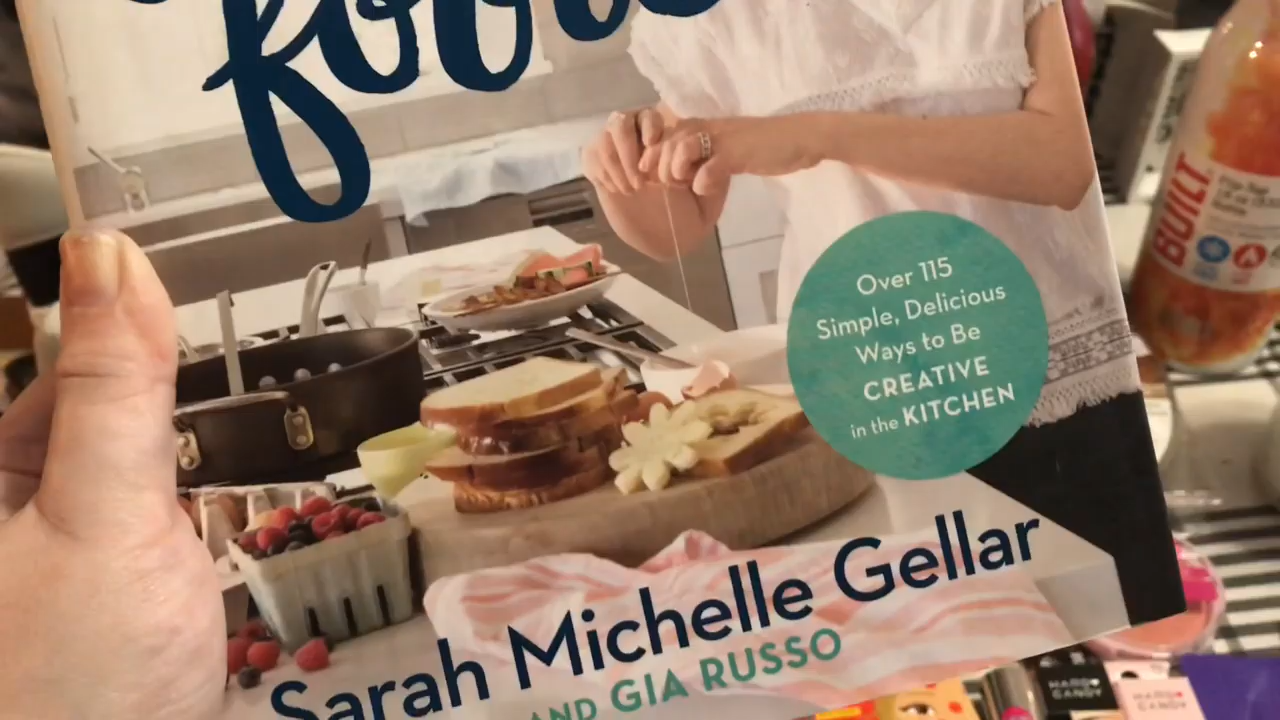 Over 115
Simple, Delicious
Ways to Be
CREATIVE
in the KITCHEN
Sarah Michelle Gellar
AND GIA RUSSO
BUILT
HARD
CANDY
HARD
CANDY